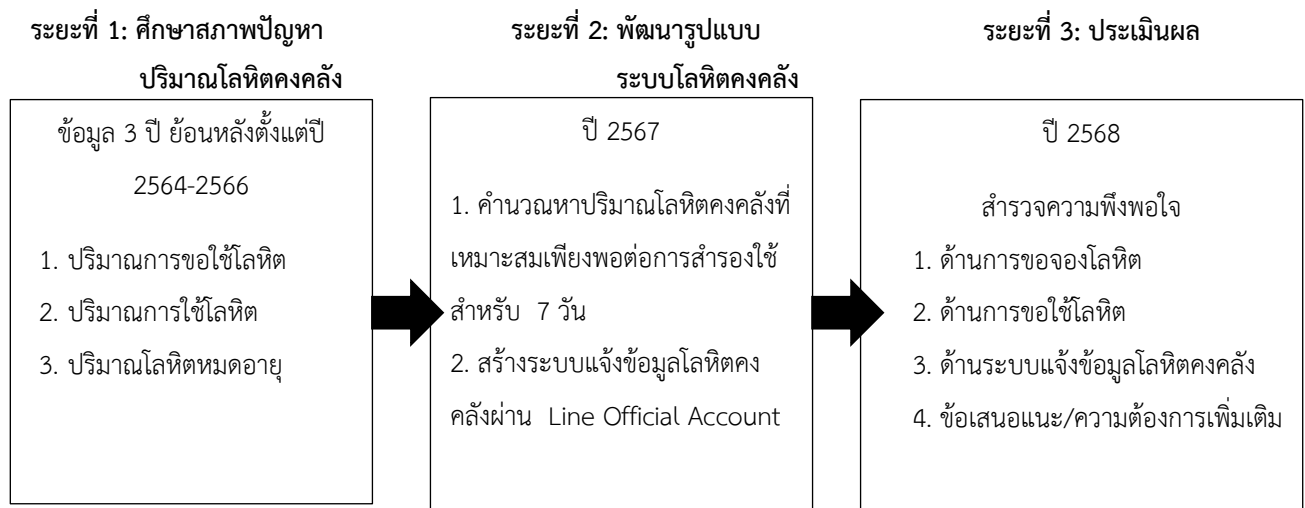 ระยะที่ 1: ศึกษาสภาพปัญหา
ปริมาณโลหิตคงคลัง
ข้อมูล 3 ปี ย้อนหลังตั้งแต่ปี
2564-2566
1. ปริมาณการขอใช้โลหิต
2. ปริมาณการใช้โลหิต
3. ปริมาณโลหิตหมดอายุ
ระยะที่ 2: พัฒนารูปแบบ
ระบบโลหิตคงคลัง
ปี 2567
1. คำนวณหาปริมาณโลหิตคงคลังที่
เหมาะสมเพียงพอต่อการสำรองใช้
สำหรับ 7 วัน
2. สร้างระบบแจ้งข้อมูลโลหิตคง
คลังผ่าน Line Official Account
ระยะที่ 3: ประเมินผล
ปี 2568
สำรวจความพึงพอใจ
1. ด้านการขอจองโลหิต
2. ด้านการขอใช้โลหิต
3. ด้านระบบแจ้งข้อมูลโลหิตคงคลัง
4. ข้อเสนอแนะ/ความต้องการเพิ่มเติม